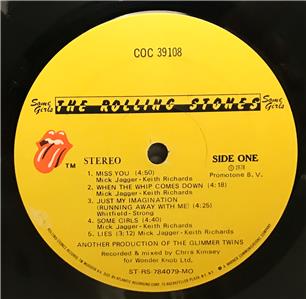 COC 39108
Some Girls THE ROLLING STONES Some Girls
TM STEREO SIDE ONE
℗ 1978
Promotone B. V.
1. MISS YOU (4:50)
Mick Jagger - Keith Richards
2. WHEN THE WHIP COMES DOWN (4:18)
Mick Jagger - Keith Richards
3. JUST MY IMAGINATION
(RUNNING AWAY WITH ME) (4:25)
Whitfield - Strong
4. SOME GIRLS (4:40)
Mick Jagger - Keith Richards
5. LIES (3:12) Mick Jagger - Keith Richards
ANOTHER PRODUCTION OF THE GLIMMER TWINS
Recorded & mixed by Chris Kimsey
for Wonder Knob Ltd.
ST-RS-784079-MO